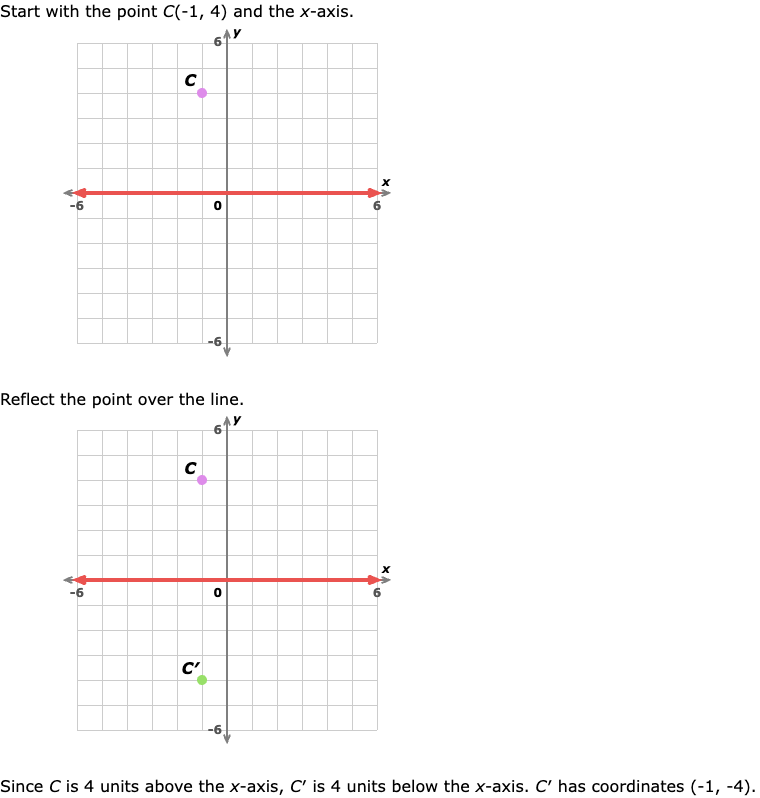 Start with the point C(-1, 4) and the x-axis.
y
6
C
x
-6 0 6
-6
Reflect the point over the line.
y
6
C
x
-6 0 6
C′
-6
Since C is 4 units above the x-axis, C′ is 4 units below the x-axis. C′ has coordinates (-1, -4).